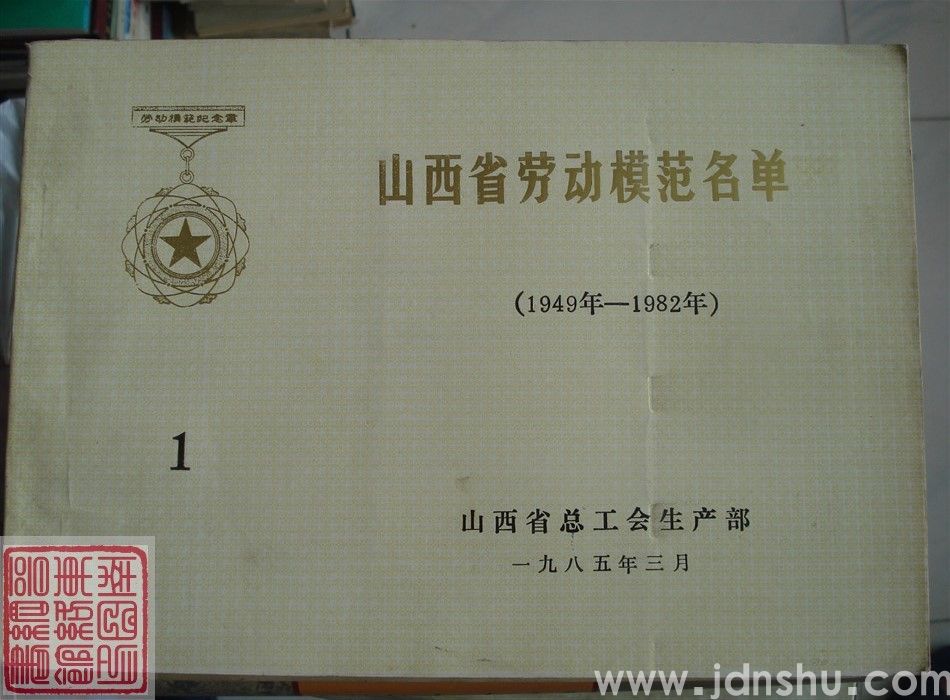 劳动模范纪念章
山西省劳动模范名单
(1949年—1982年)
1
山西省总工会生产部
一九八五年三月
www.jdnshu.com